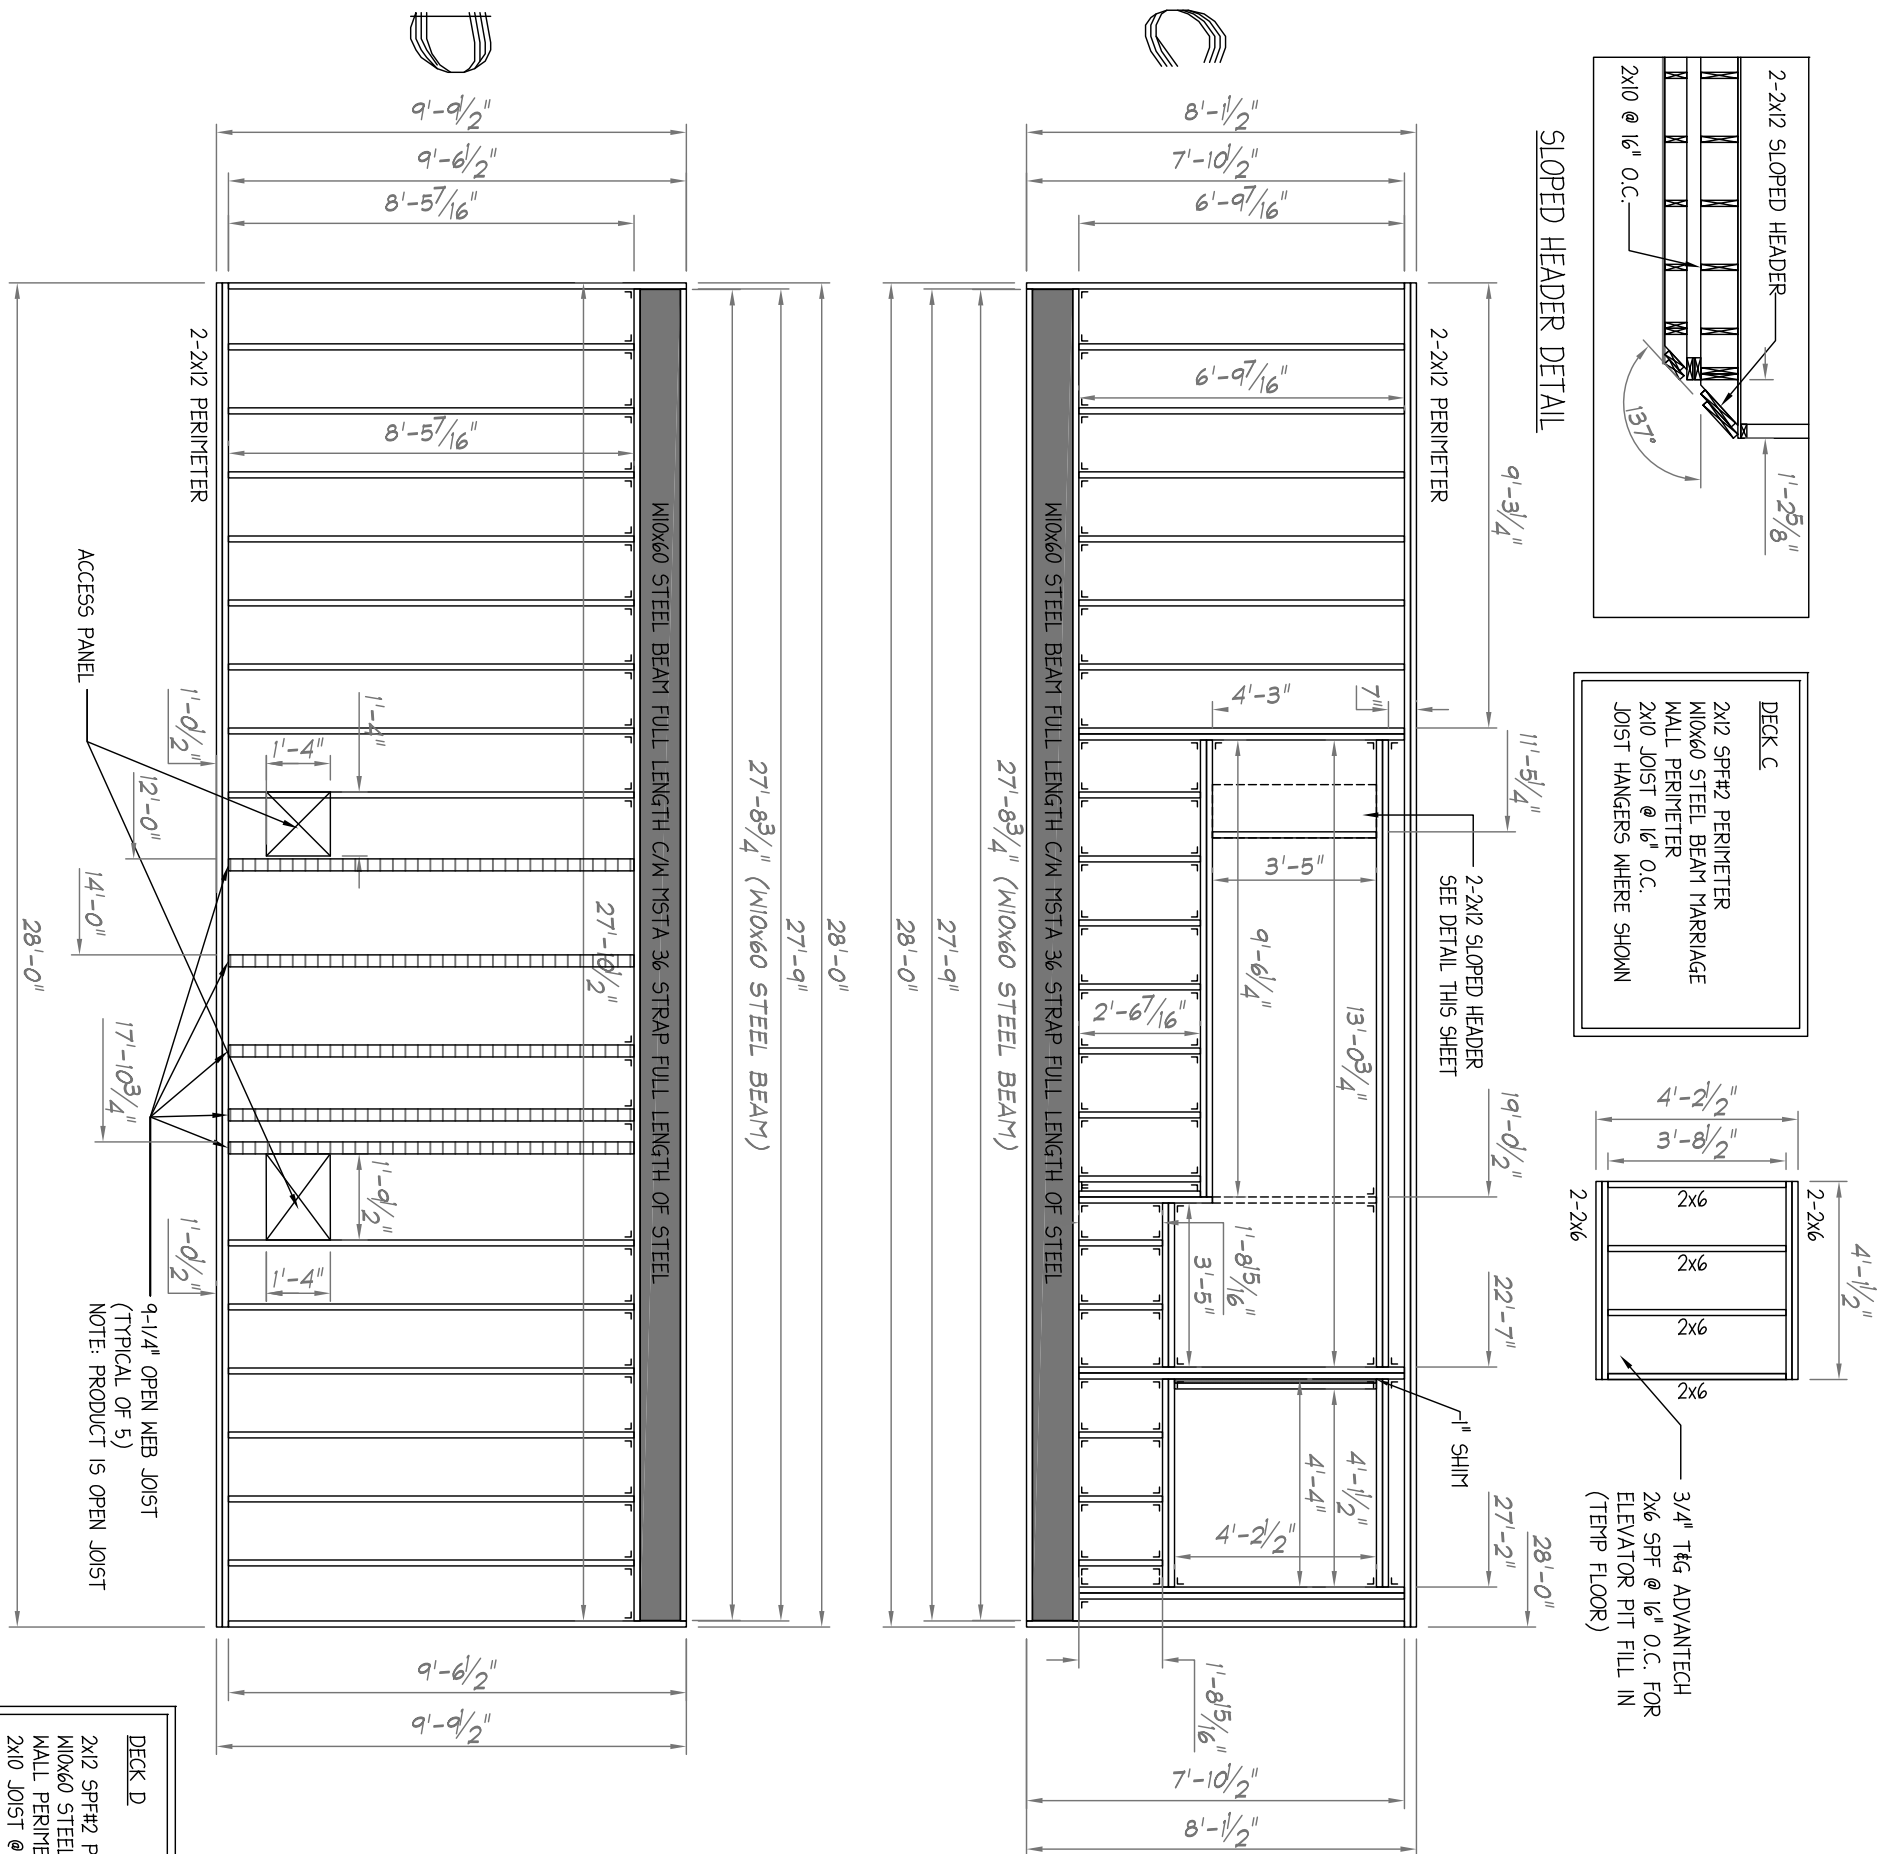 2-2x12 SLOPED HEADER
2x10 @ 16" O.C.
137°
1'-2 5/8"
SLOPED HEADER DETAIL
DECK C
2x12 SPF#2 PERIMETER
W10x60 STEEL BEAM MARRIAGE
WALL PERIMETER
2x10 JOIST @ 16" O.C.
JOIST HANGERS WHERE SHOWN
4'-2 1/2"
3'-8 1/2"
4'-1 1/2"
2-2x6
2-2x6
2x6
2x6
2x6
2x6
3/4" T&G ADVANTECH
2x6 SPF @ 16" O.C. FOR
ELEVATOR PIT FILL IN
(TEMP FLOOR)
C
8'-1 1/2"
7'-10 1/2"
6'-9 7/16"
2-2x12 PERIMETER
6'-9 7/16"
9'-3 1/4"
11'-5 1/4"
19'-0 1/2"
22'-7"
27'-2"
28'-0"
7"
4'-3"
2-2x12 SLOPED HEADER
SEE DETAIL THIS SHEET
3'-5"
9'-6 1/4"
13'-0 3/4"
2'-6 7/16"
1'-8 15/16"
3'-5"
1" SHIM
4'-1 1/2"
4'-4"
4'-2 1/2"
W10x60 STEEL BEAM FULL LENGTH C/W MSTA 36 STRAP FULL LENGTH OF STEEL
1'-8 15/16"
7'-10 1/2"
8'-1 1/2"
27'-8 3/4" (W10x60 STEEL BEAM)
27'-9"
28'-0"
D
28'-0"
27'-9"
27'-8 3/4" (W10x60 STEEL BEAM)
9'-9 1/2"
9'-6 1/2"
8'-5 7/16"
W10x60 STEEL BEAM FULL LENGTH C/W MSTA 36 STRAP FULL LENGTH OF STEEL
27'-10 1/2"
8'-5 7/16"
1'-4"
1'-4"
1'-9 1/2"
1'-4"
2-2x12 PERIMETER
1'-0 1/2"
12'-0"
14'-0"
17'-10 3/4"
1'-0 1/2"
ACCESS PANEL
9-1/4" OPEN WEB JOIST
(TYPICAL OF 5)
NOTE: PRODUCT IS OPEN JOIST
28'-0"
9'-6 1/2"
9'-9 1/2"
DECK D
2x12 SPF#2 P
W10x60 STEEL
WALL PERIME
2x10 JOIST @